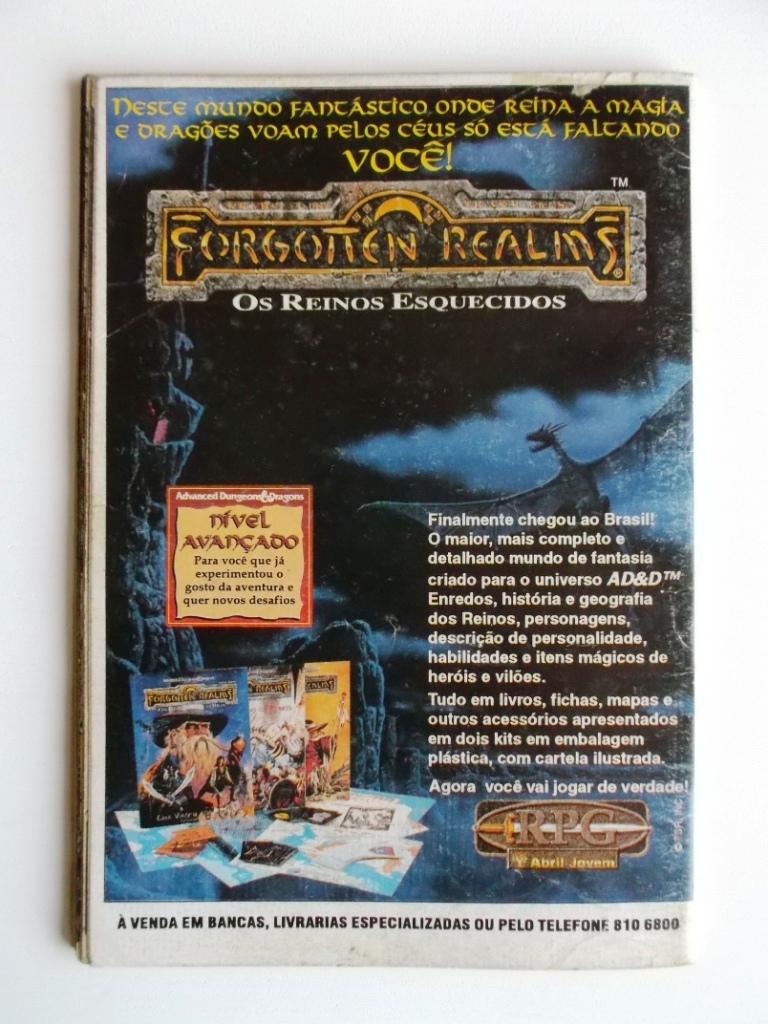 Neste mundo fantástico onde reina a magia
e dragões voam pelos céus só está faltando
VOCÊ!
TM
FORGOTTEN REALMS®
OS REINOS ESQUECIDOS
Advanced Dungeons & Dragons
NÍVEL
AVANÇADO
Para você que já
experimentou o
gosto da aventura e
quer novos desafios
Finalmente chegou ao Brasil!
O maior, mais completo e
detalhado mundo de fantasia
criado para o universo AD&D™
Enredos, história e geografia
dos Reinos, personagens,
descrição de personalidade,
habilidades e itens mágicos de
heróis e vilões.
Tudo em livros, fichas, mapas e
outros acessórios apresentados
em dois kits em embalagem
plástica, com cartela ilustrada.
Agora você vai jogar de verdade!
FORGOTTEN REALMS
REALMS
RPG
Abril Jovem
À VENDA EM BANCAS, LIVRARIAS ESPECIALIZADAS OU PELO TELEFONE 810 6800